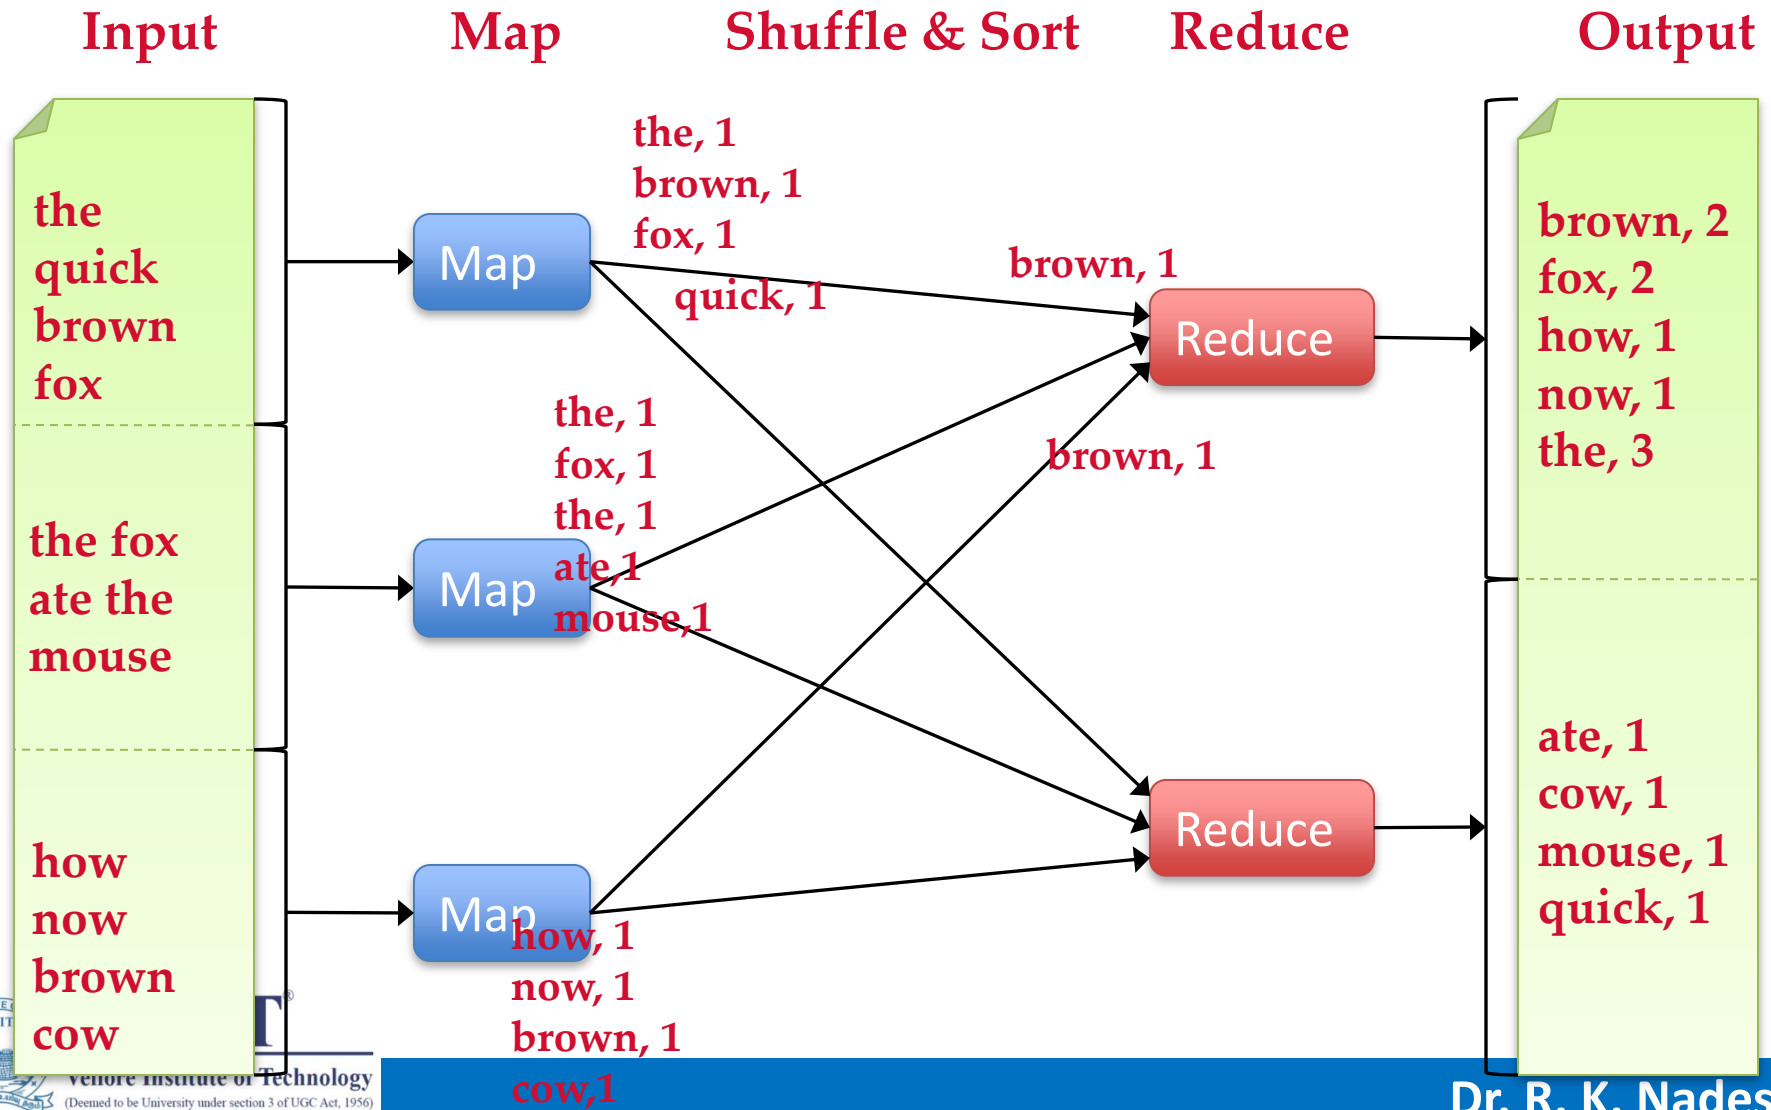 Input
Map
Shuffle & Sort
Reduce
Output
the
quick
brown
fox
the fox
ate the
mouse
how
now
brown
cow
Map
Map
Map
the, 1
brown, 1
fox, 1
quick, 1
the, 1
fox, 1
the, 1
ate,1
mouse,1
how, 1
now, 1
brown, 1
cow,1
brown, 1
brown, 1
Reduce
Reduce
brown, 2
fox, 2
how, 1
now, 1
the, 3
ate, 1
cow, 1
mouse, 1
quick, 1
T®
Vellore Institute of Technology
(Deemed to be University under section 3 of UGC Act, 1956)
Dr. R. K. Nades